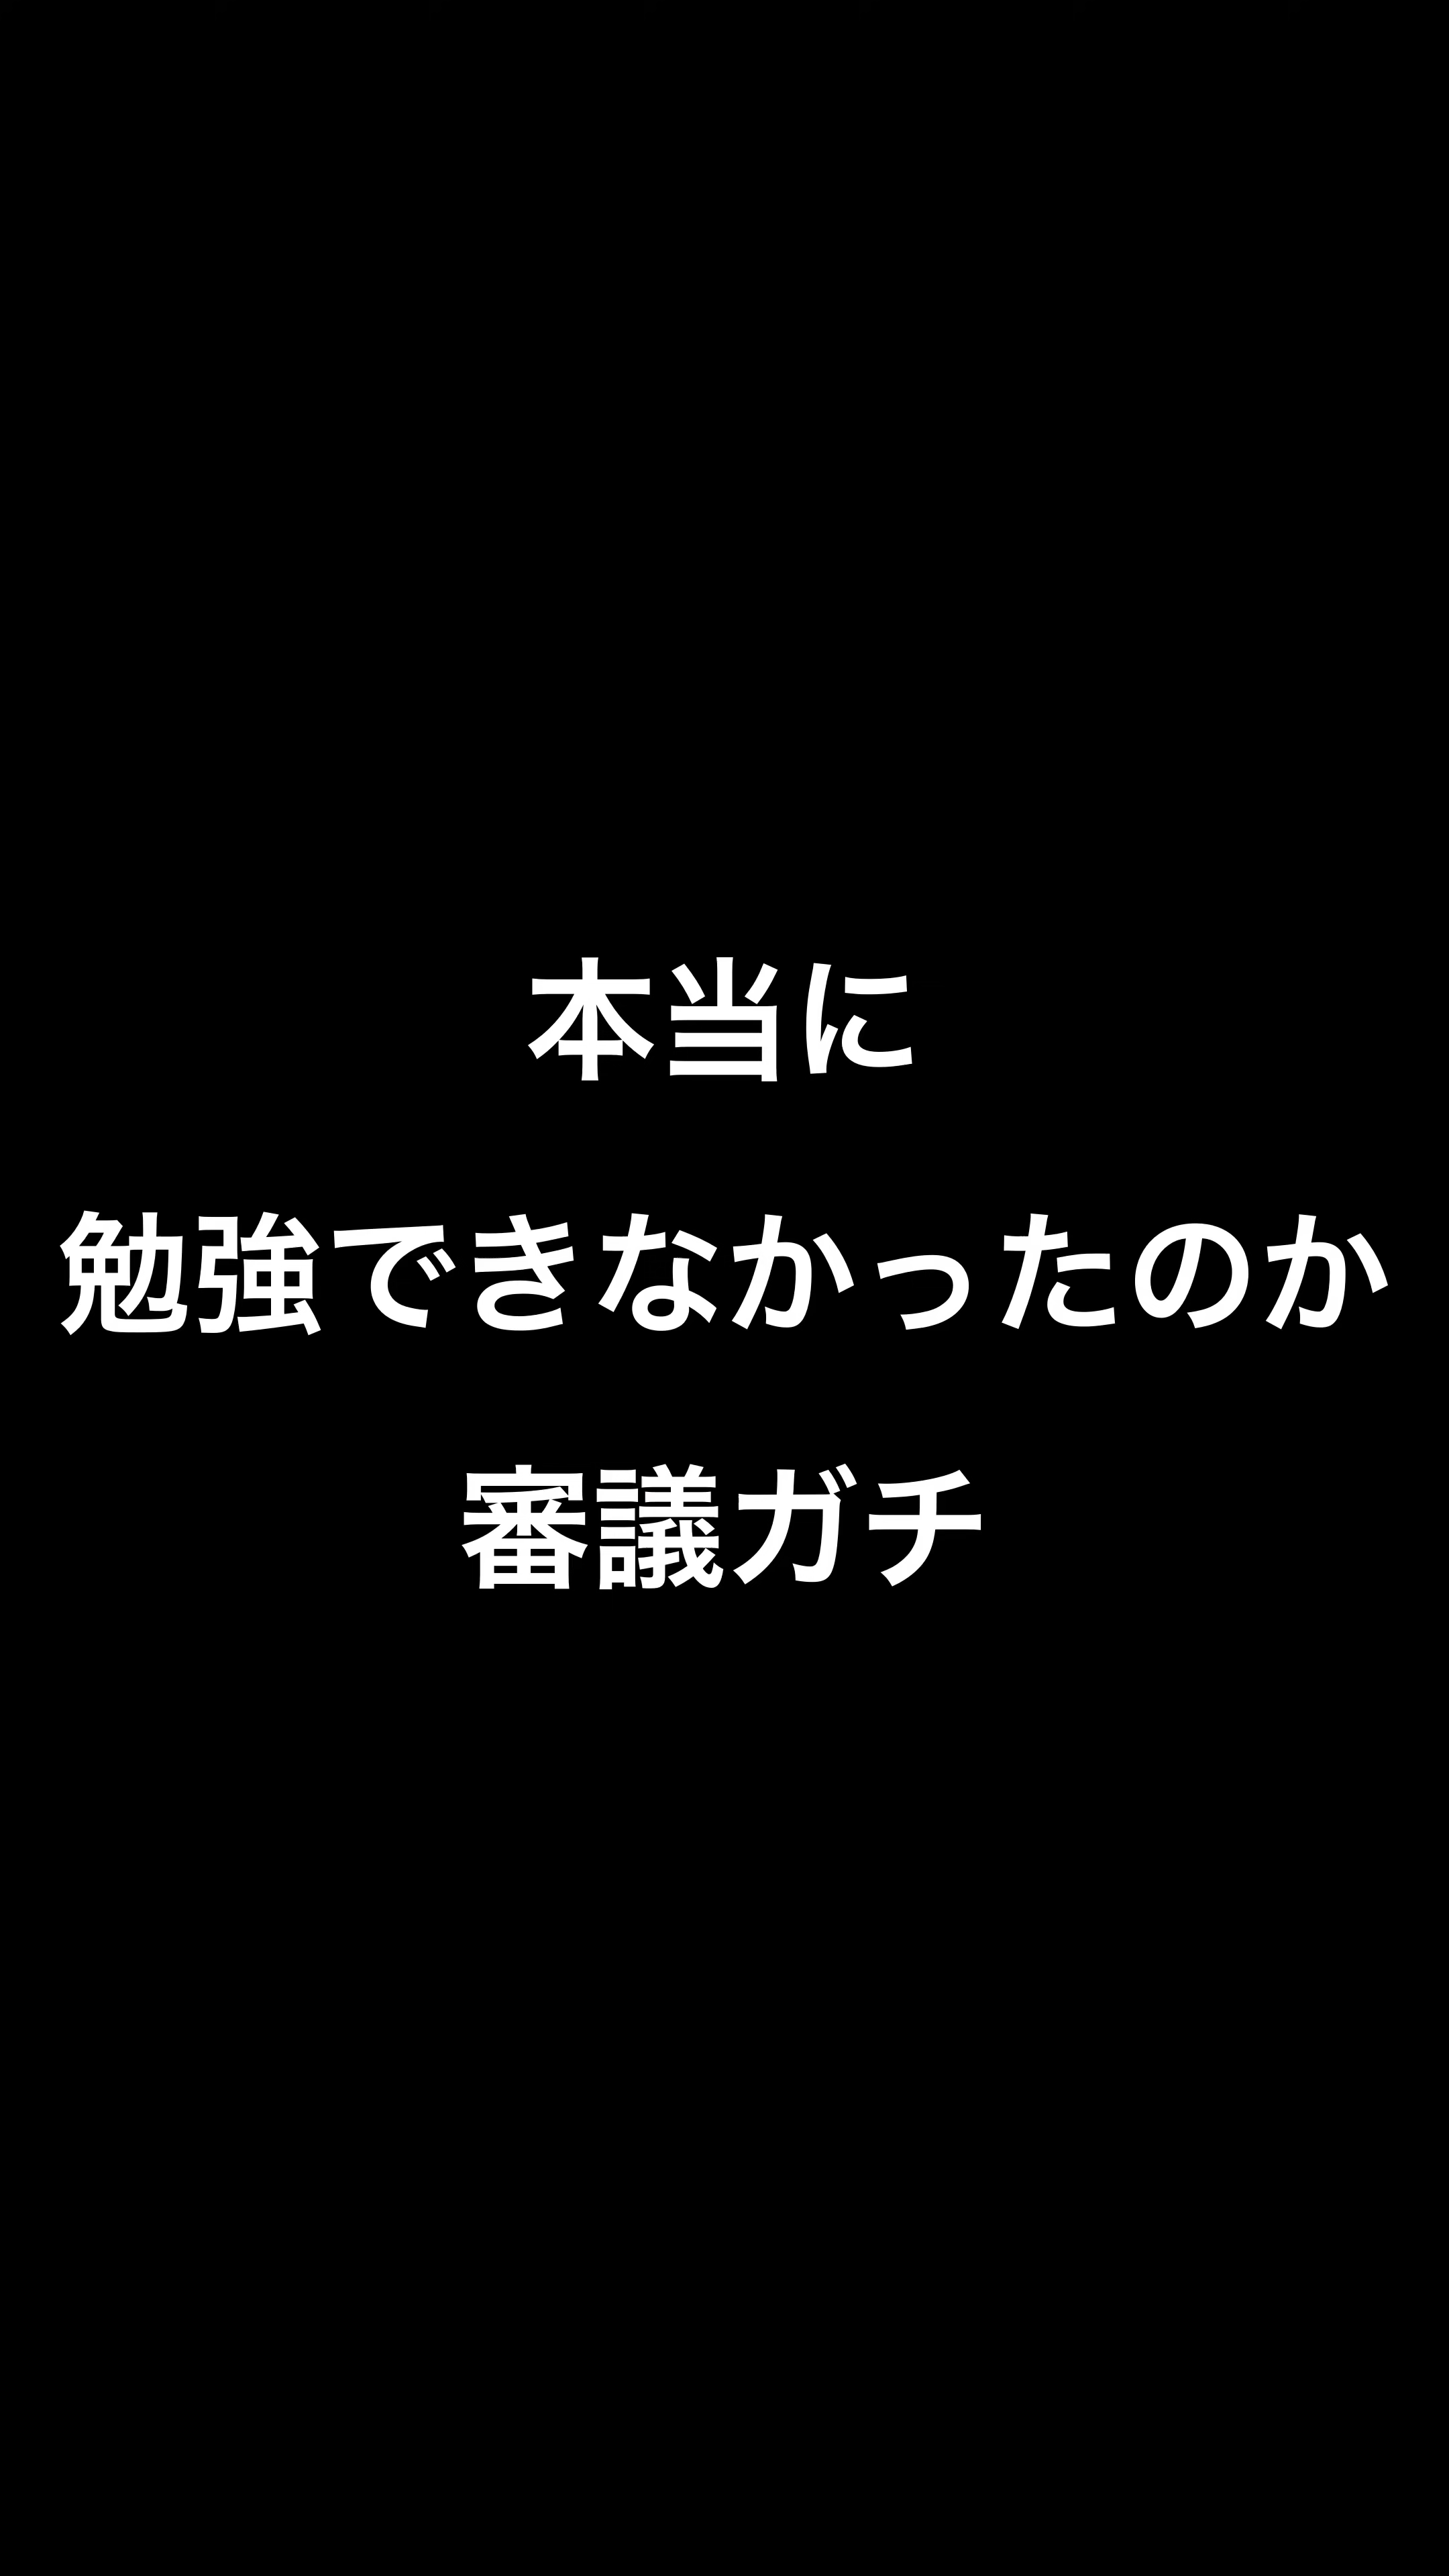 本当に
勉強できなかったのか
審議ガチ